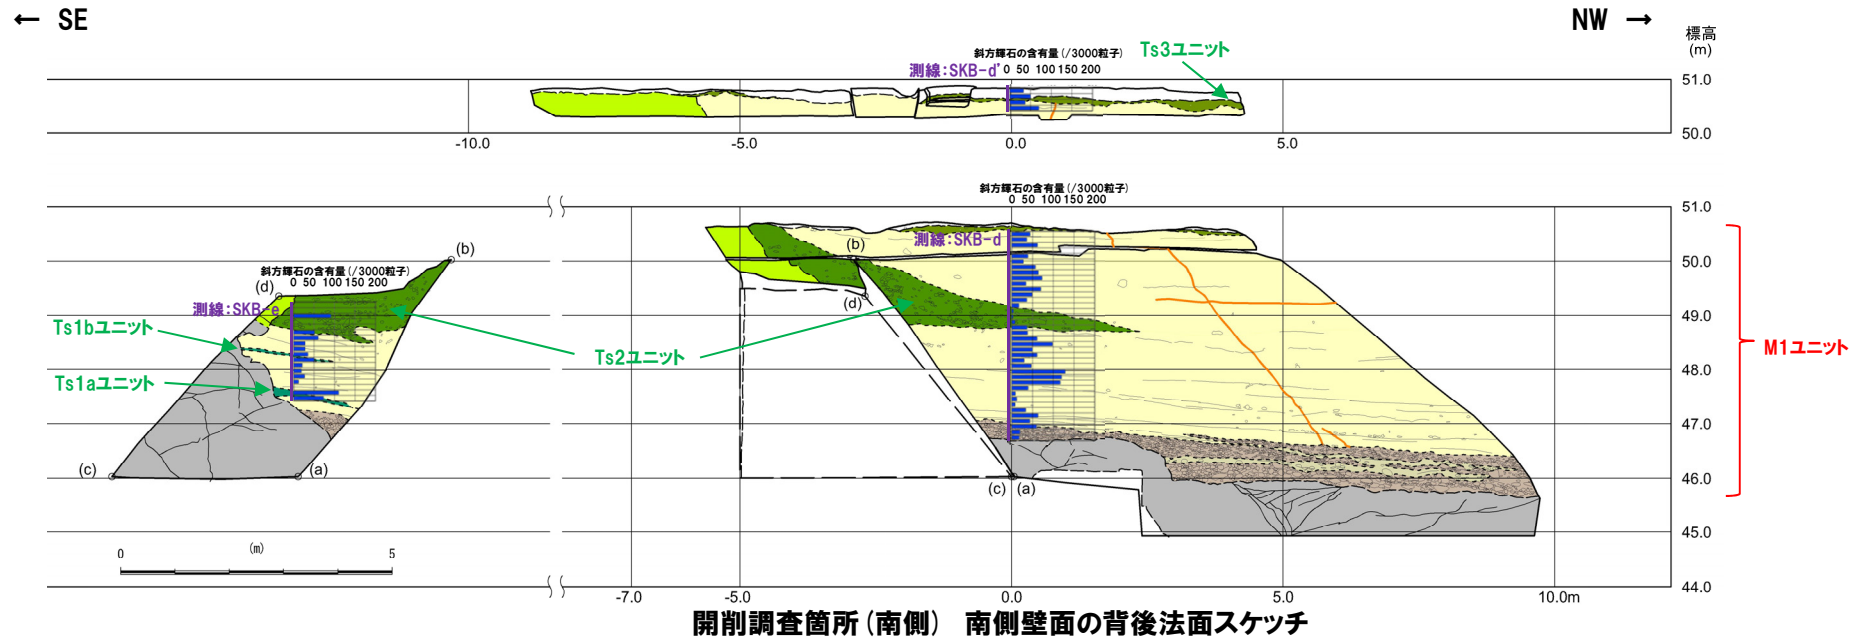 ← SE
NW →
標高
(m)
斜方輝石の含有量(/3000粒子)
測線:SKB-d'
0 50 100 150 200
Ts3ユニット
51.0
50.0
-10.0
-5.0
0.0
5.0
斜方輝石の含有量(/3000粒子)
0 50 100 150 200
測線:SKB-d
51.0
50.0
49.0
48.0
47.0
46.0
45.0
44.0
(b)
(d)
(c)
(a)
斜方輝石の含有量(/3000粒子)
0 50 100 150 200
測線:SKB-e
(b)
(d)
(c)
(a)
Ts1bユニット
Ts1aユニット
Ts2ユニット
M1ユニット
0
(m)
5
-7.0
-5.0
0.0
5.0
10.0m
開削調査箇所(南側) 南側壁面の背後法面スケッチ